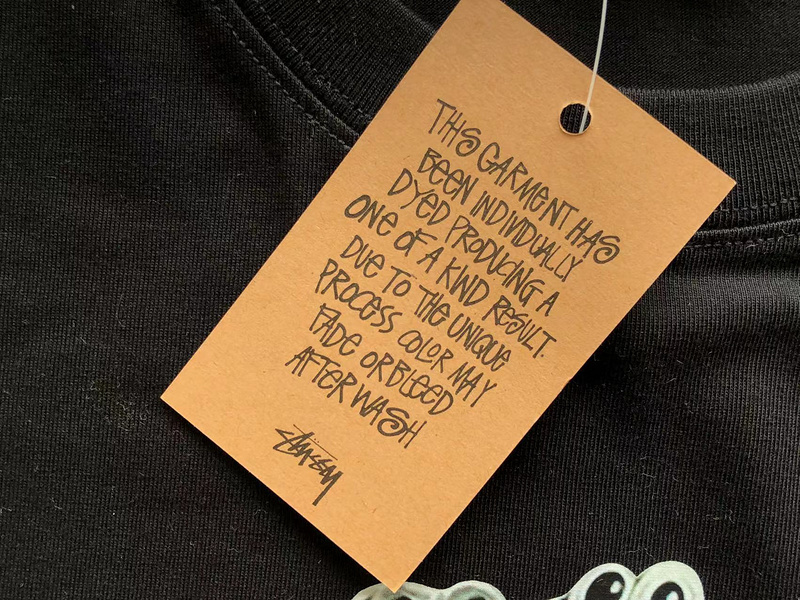 THIS GARMENT HAS
BEEN INDIVIDUALLY
DYED PRODUCING A
ONE OF A KIND RESULT.
DUE TO THE UNIQUE
PROCESS COLOR MAY
FADE OR BLEED
AFTER WASH
Stüssy